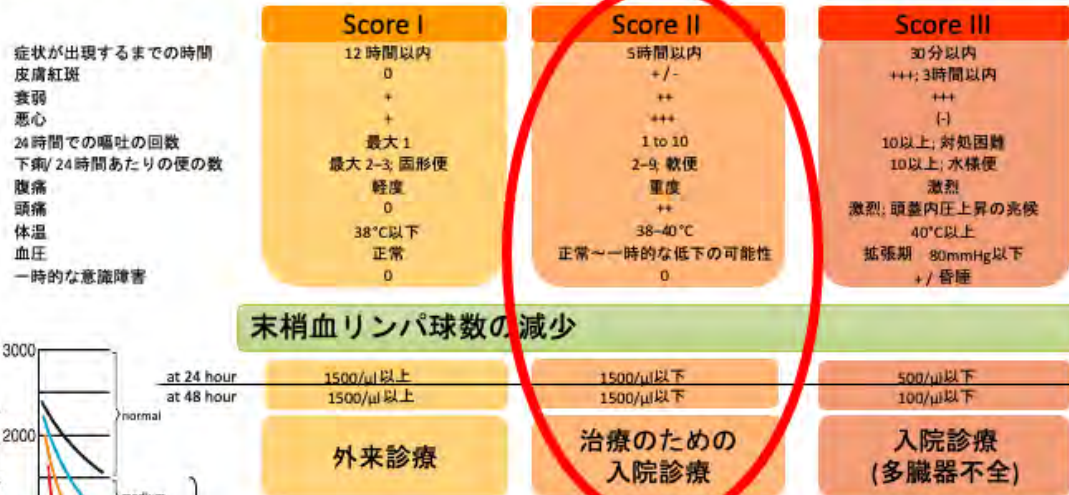 Score I Score II Score III
症状が出現するまでの時間 12時間以内 5時間以内 30分以内
皮膚紅斑 0 +/- +++; 3時間以内
衰弱 + ++ +++
悪心 + +++ (-)
24時間での嘔吐の回数 最大1 1 to 10 10以上; 対処困難
下痢/24時間あたりの便の数 最大2–3; 固形便 2–9; 軟便 10以上; 水様便
腹痛 軽度 重度 激烈
頭痛 0 ++ 激烈; 頭蓋内圧上昇の兆候
体温 38°C以下 38–40°C 40°C以上
血圧 正常 正常～一時的な低下の可能性 拡張期 80mmHg以下
一時的な意識障害 0 0 +/昏睡
末梢血リンパ球数の減少
3000
at 24 hour 1500/μl以上 1500/μl以下 500/μl以下
at 48 hour 1500/μl以上 1500/μl以下 100/μl以下
normal
2000
外来診療
治療のための
入院診療
入院診療
(多臓器不全)